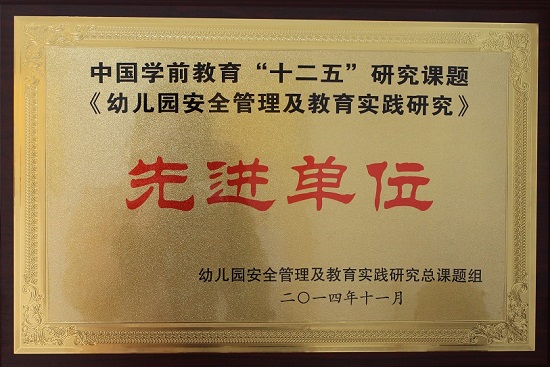 中国学前教育“十二五”研究课题
《幼儿园安全管理及教育实践研究》
先进单位
幼儿园安全管理及教育实践研究总课题组
二〇一四年十一月